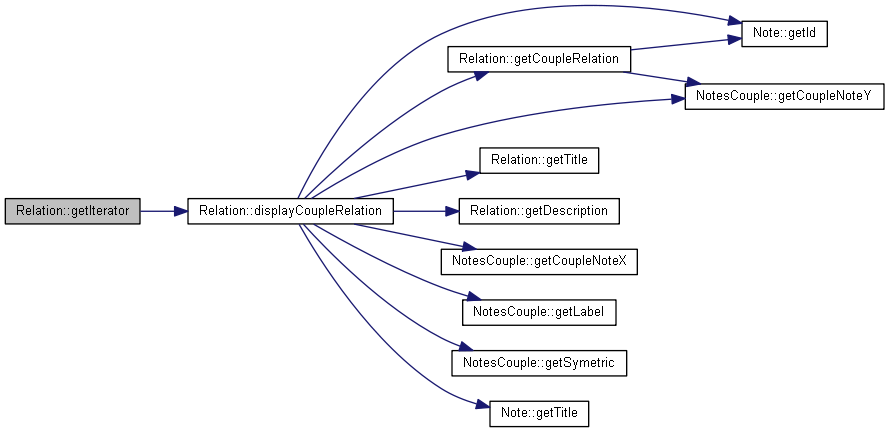 Note::getId
Relation::getCoupleRelation
NotesCouple::getCoupleNoteY
Relation::getTitle
Relation::getIterator
Relation::displayCoupleRelation
Relation::getDescription
NotesCouple::getCoupleNoteX
NotesCouple::getLabel
NotesCouple::getSymetric
Note::getTitle